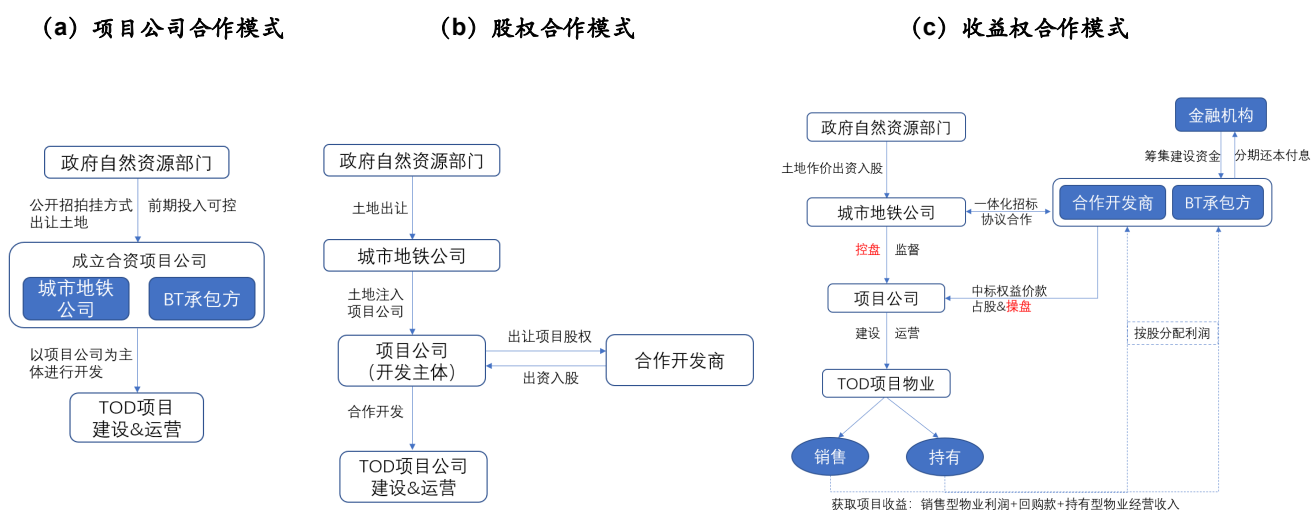 （a）项目公司合作模式
政府自然资源部门
公开招拍挂方式
出让土地
前期投入可控
成立合资项目公司
城市地铁
公司
BT承包方
以项目公司为主
体进行开发
TOD项目
建设&运营
（b）股权合作模式
政府自然资源部门
土地出让
城市地铁公司
土地注入
项目公司
项目公司
（开发主体）
出让项目股权
出资入股
合作开发商
合作开发
TOD项目公司
建设&运营
（c）收益权合作模式
金融机构
政府自然资源部门
筹集建设资金
分期还本付息
土地作价出资入股
城市地铁公司
一体化招标
协议合作
合作开发商
BT承包方
控盘
监督
项目公司
中标权益价款
占股&操盘
建设
运营
按股分配利润
TOD项目物业
销售
持有
获取项目收益：销售型物业利润+回购款+持有型物业经营收入